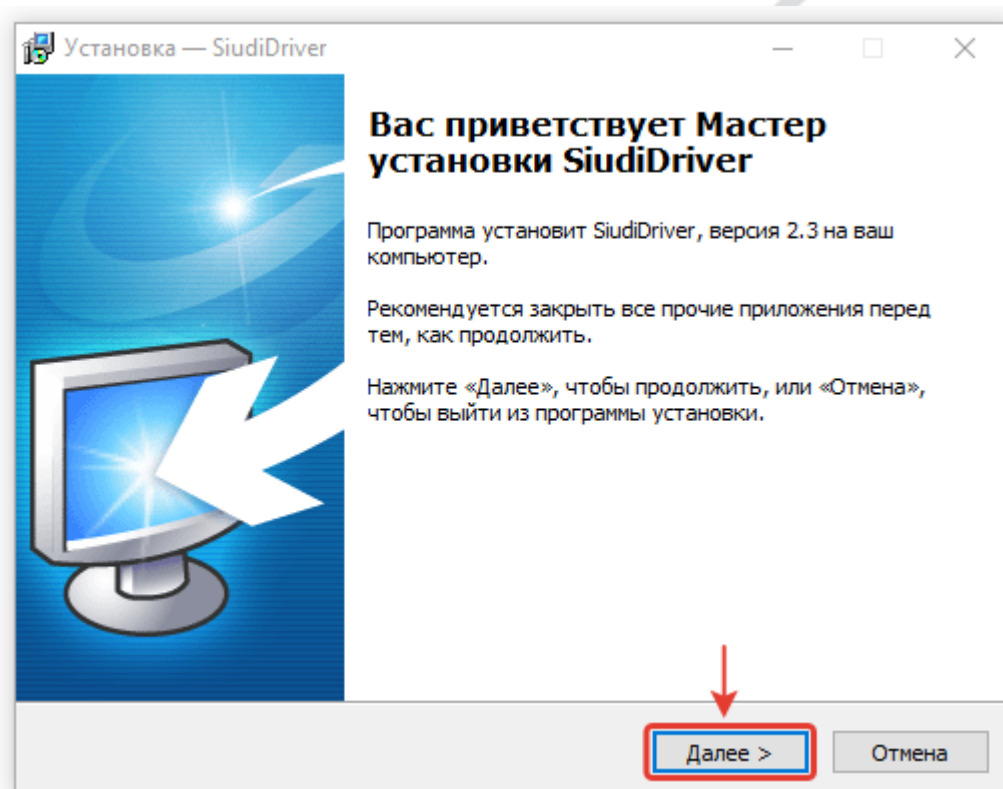 Установка — SiudiDriver
Вас приветствует Мастер
установки SiudiDriver
Программа установит SiudiDriver, версия 2.3 на ваш
компьютер.
Рекомендуется закрыть все прочие приложения перед
тем, как продолжить.
Нажмите «Далее», чтобы продолжить, или «Отмена»,
чтобы выйти из программы установки.
Далее >
Отмена